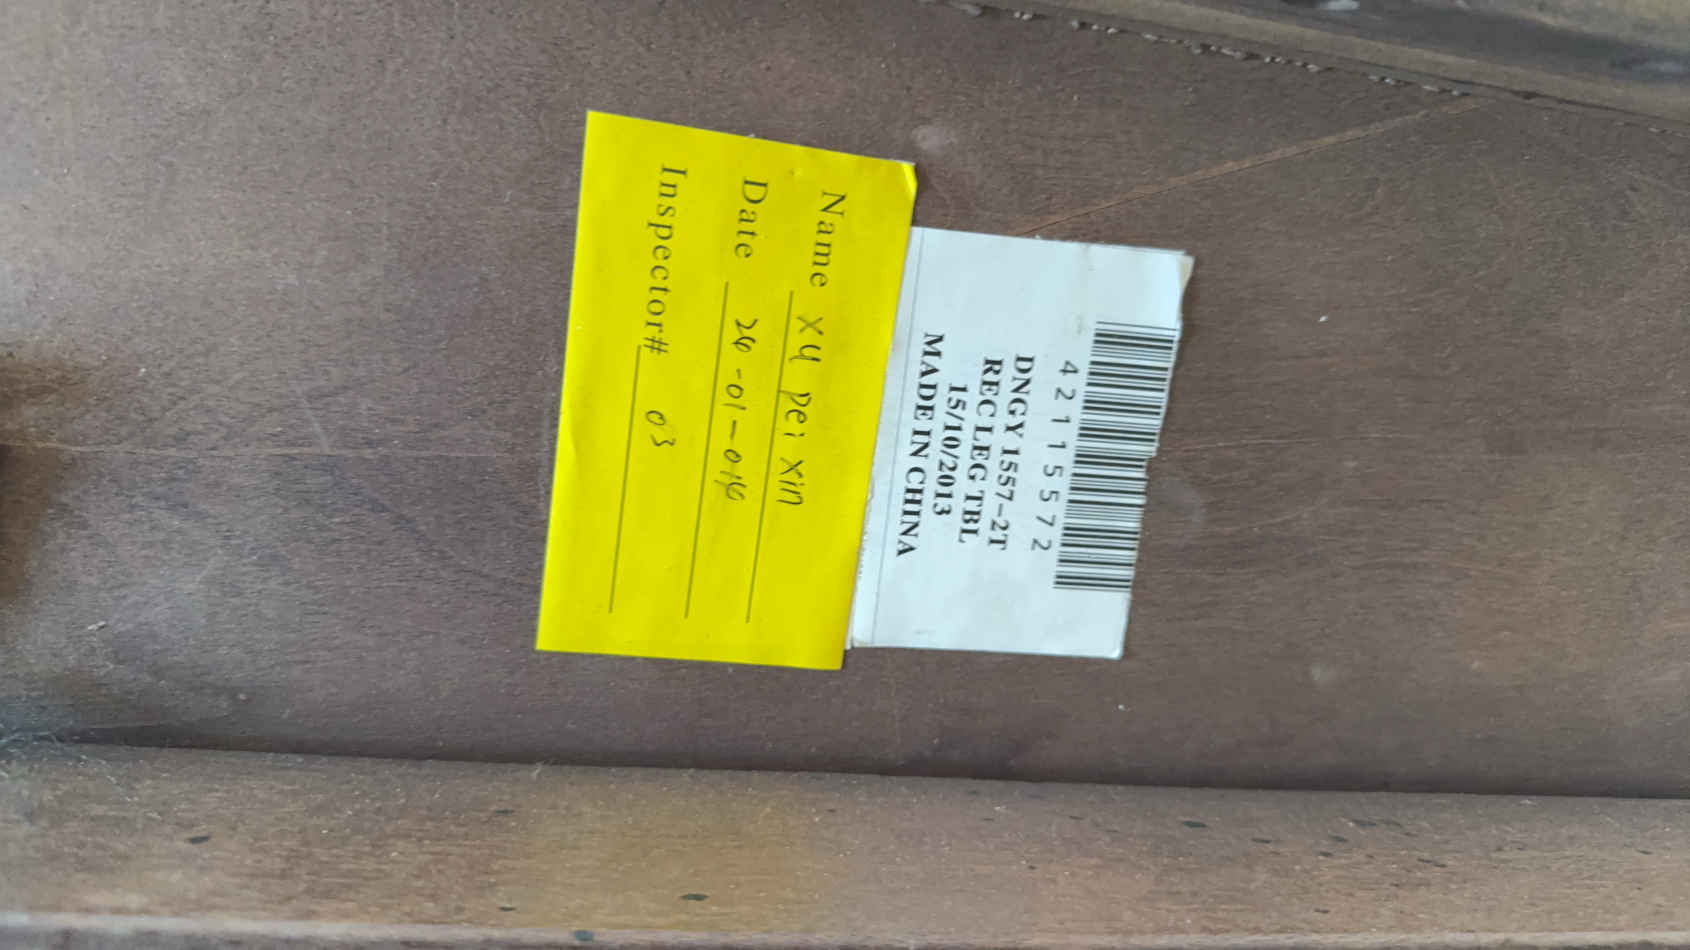 42115572
DNGY 1557-2T
REC LEG TBL
15/10/2013
MADE IN CHINA
Name xu pei xin
Date 26-01-014
Inspector# 03